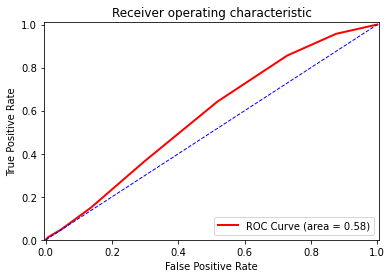 Receiver operating characteristic
True Positive Rate
1.0
0.8
0.6
0.4
0.2
0.0
ROC Curve (area = 0.58)
0.0 0.2 0.4 0.6 0.8 1.0
False Positive Rate